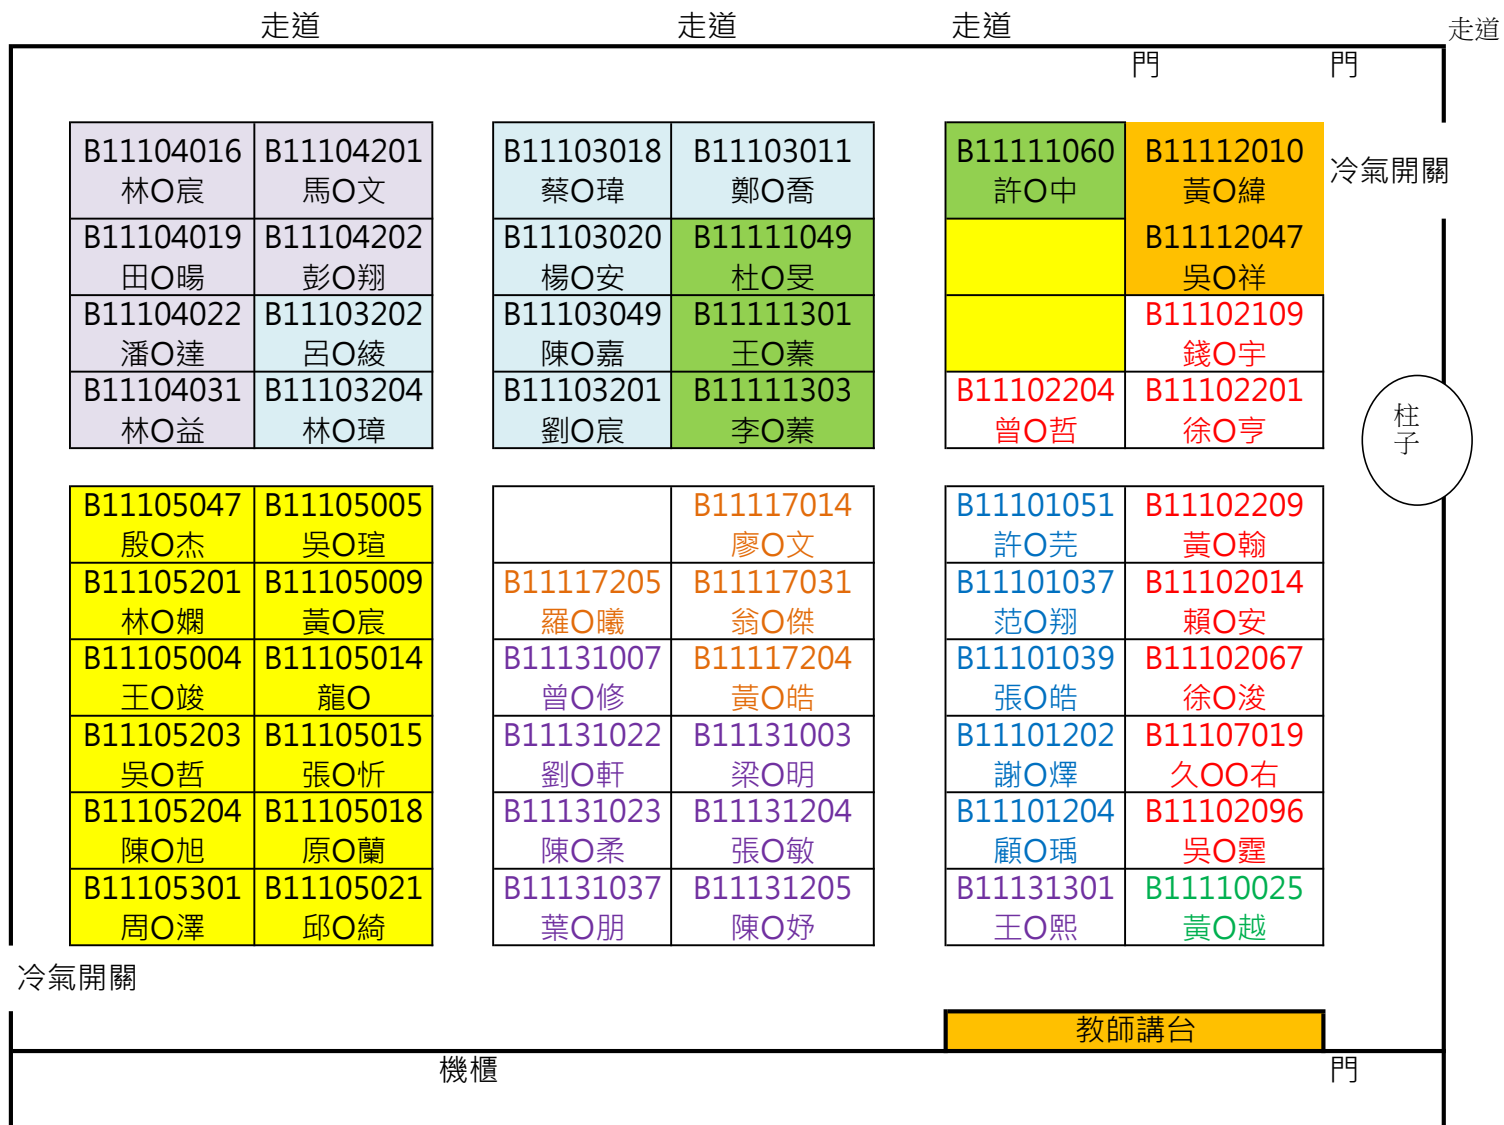 走道 走道 走道 走道
門 門
B11104016 B11104201 B11103018 B11103011 B11111060 B11112010
林O宸 馬O文 蔡O瑋 鄭O喬 許O中 黃O緯
冷氣開關
B11104019 B11104202 B11103020 B11111049 B11112047
田O暘 彭O翔 楊O安 杜O旻 吳O祥
B11104022 B11103202 B11103049 B11111301 B11102109
潘O達 呂O綾 陳O嘉 王O蓁 錢O宇
B11104031 B11103204 B11103201 B11111303 B11102204 B11102201
林O益 林O璋 劉O宸 李O蓁 曾O哲 徐O亨
柱子
B11105047 B11105005 B11117014 B11101051 B11102209
殷O杰 吳O瑄 廖O文 許O芫 黃O翰
B11105201 B11105009 B11117205 B11117031 B11101037 B11102014
林O嫻 黃O宸 羅O曦 翁O傑 范O翔 賴O安
B11105004 B11105014 B11131007 B11117204 B11101039 B11102067
王O竣 龍O 曾O修 黃O皓 張O皓 徐O浚
B11105203 B11105015 B11131022 B11131003 B11101202 B11107019
吳O哲 張O忻 劉O軒 梁O明 謝O燡 久OO右
B11105204 B11105018 B11131023 B11131204 B11101204 B11102096
陳O旭 原O蘭 陳O柔 張O敏 顧O瑀 吳O霆
B11105301 B11105021 B11131037 B11131205 B11131301 B11110025
周O澤 邱O綺 葉O朋 陳O妤 王O熙 黃O越
冷氣開關
教師講台
機櫃 門